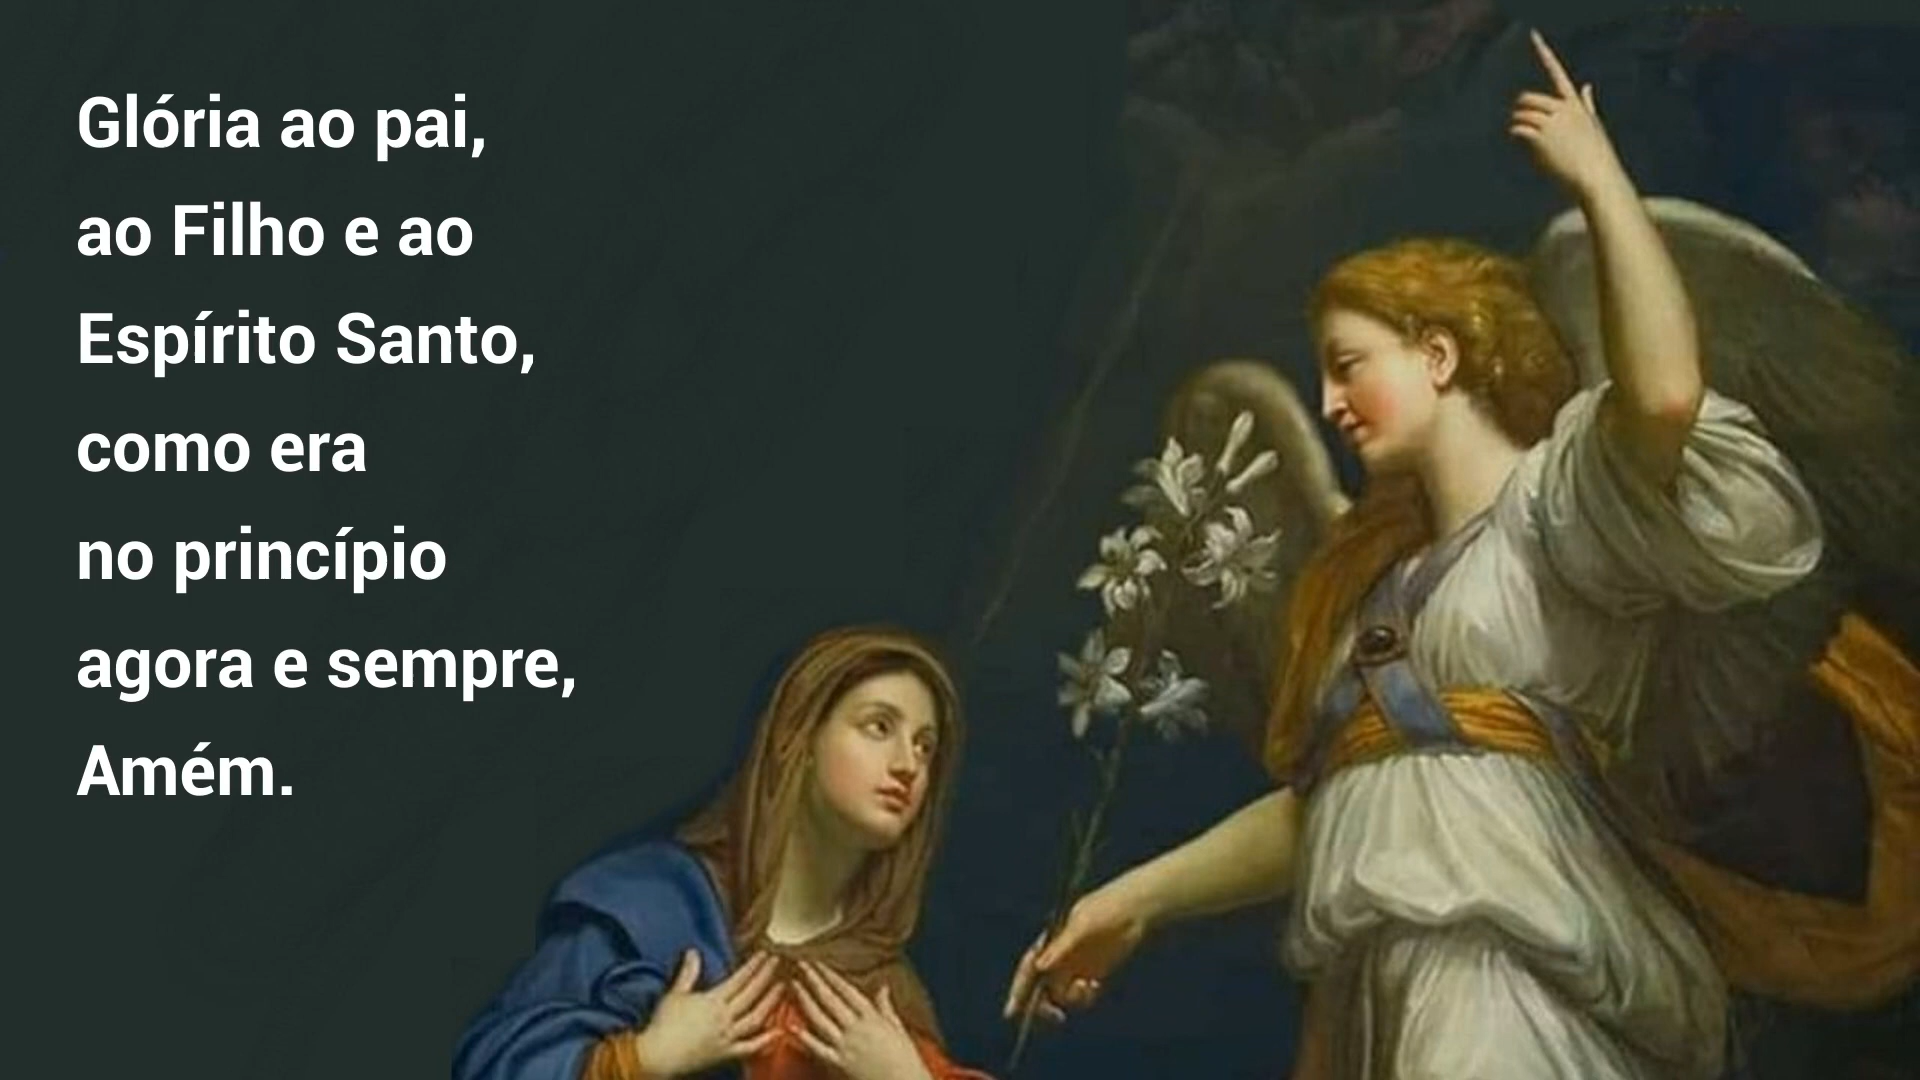 Glória ao pai,
ao Filho e ao
Espírito Santo,
como era
no princípio
agora e sempre,
Amém.